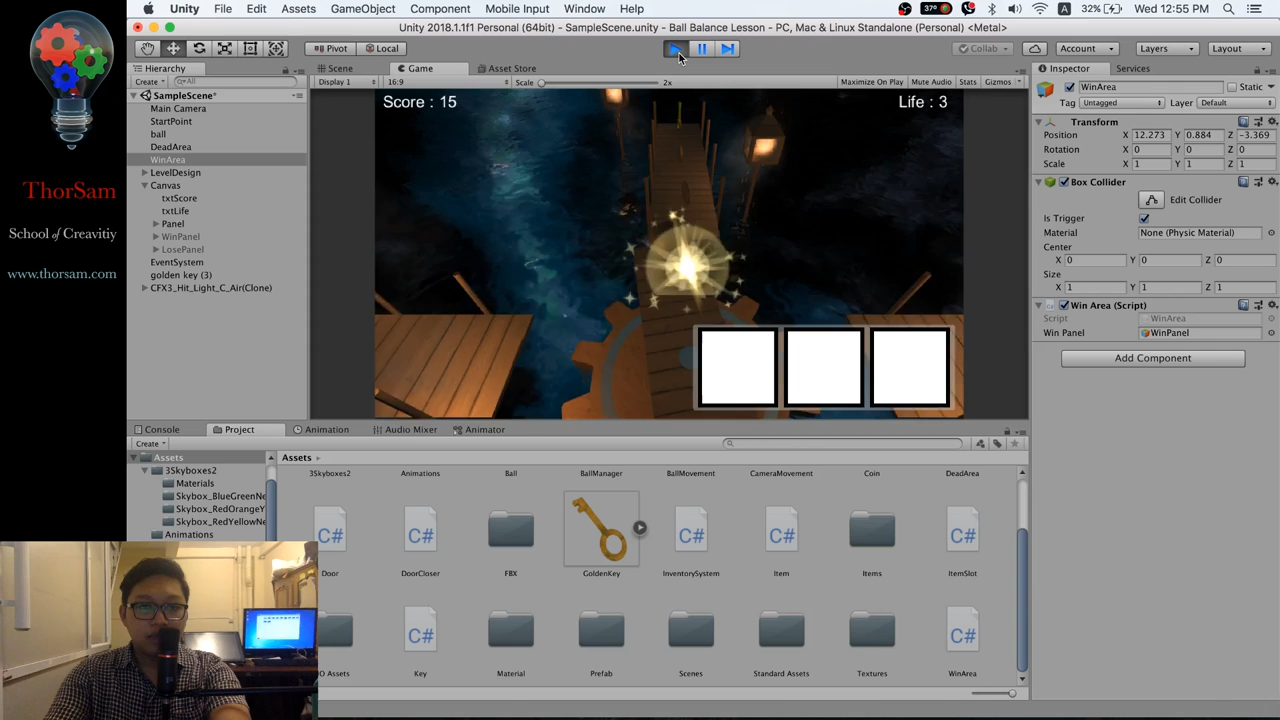 Unity File Edit Assets GameObject Component Mobile Input Window Help 37° 32% Wed 12:55 PM
Unity 2018.1.1f1 Personal (64bit) - SampleScene.unity - Ball Balance Lesson - PC, Mac & Linux Standalone (Personal) <Metal>
Pivot Local Collab Account Layers Layout
Hierarchy
Create All
SampleScene*
Main Camera
StartPoint
ball
DeadArea
WinArea
LevelDesign
Canvas
txtScore
txtLife
Panel
WinPanel
LosePanel
EventSystem
golden key (3)
CFX3_Hit_Light_C_Air(Clone)
ThorSam
School of Creavitiy
www.thorsam.com
Scene Game Asset Store
Display 1 16:9 Scale 2x Maximize On Play Mute Audio Stats Gizmos
Score : 15 Life : 3
Inspector Services
WinArea Static
Tag Untagged Layer Default
Transform
Position X 12.273 Y 0.884 Z -3.369
Rotation X 0 Y 0 Z 0
Scale X 1 Y 1 Z 1
Box Collider
Edit Collider
Is Trigger
Material None (Physic Material)
Center
X 0 Y 0 Z 0
Size
X 1 Y 1 Z 1
Win Area (Script)
Script WinArea
Win Panel WinPanel
Add Component
Console Project Animation Audio Mixer Animator
Create
Assets
3Skyboxes2
Materials
Skybox_BlueGreenNe
Skybox_RedOrangeY
Skybox_RedYellowNe
Animations
Assets
3Skyboxes2 Animations Ball BallManager BallMovement CameraMovement Coin DeadArea
C# C# C# C# C#
Door DoorCloser FBX GoldenKey InventorySystem Item Items ItemSlot
C# C#
O Assets Key Material Prefab Scenes Standard Assets Textures WinArea